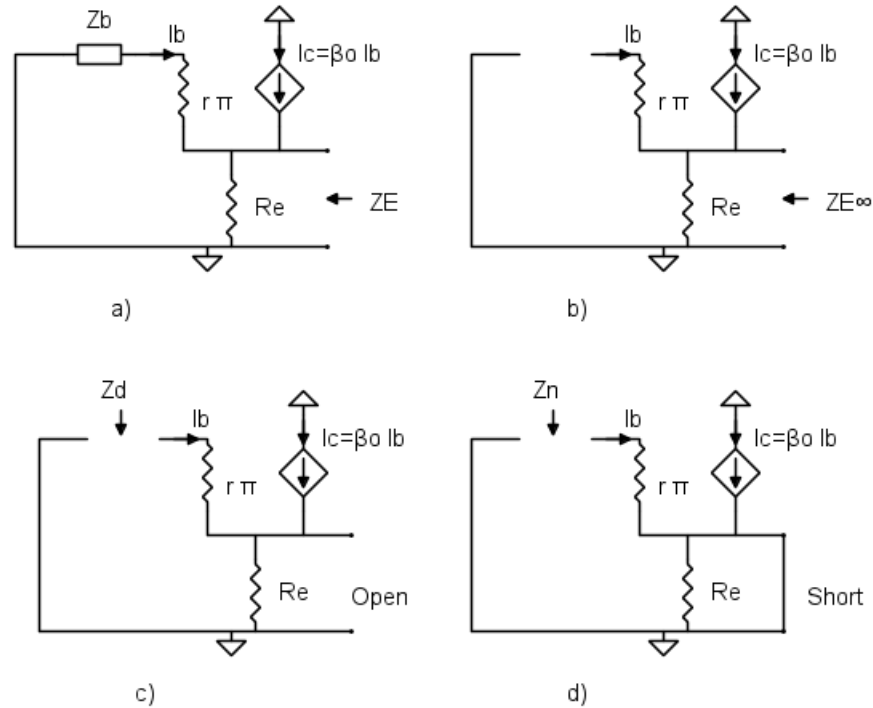 Zb
Ib
Ic=βo Ib
r π
Re
ZE
a)
Ib
Ic=βo Ib
r π
Re
ZE∞
b)
Zd
Ib
Ic=βo Ib
r π
Re
Open
c)
Zn
Ib
Ic=βo Ib
r π
Re
Short
d)